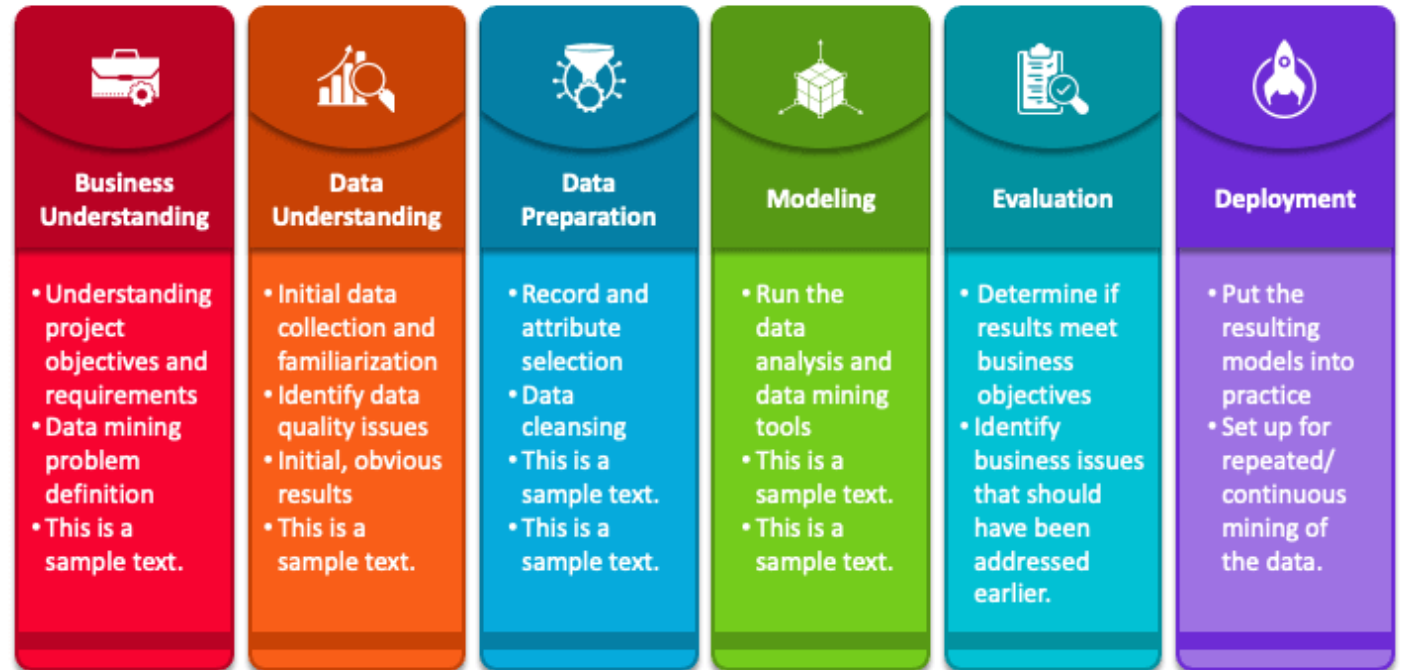 Business
Understanding
• Understanding
project
objectives and
requirements
• Data mining
problem
definition
• This is a
sample text.
Data
Understanding
• Initial data
collection and
familiarization
• Identify data
quality issues
• Initial, obvious
results
• This is a
sample text.
Data
Preparation
• Record and
attribute
selection
• Data
cleansing
• This is a
sample text.
• This is a
sample text.
Modeling
• Run the
data
analysis and
data mining
tools
• This is a
sample text.
• This is a
sample text.
Evaluation
• Determine if
results meet
business
objectives
• Identify
business issues
that should
have been
addressed
earlier.
Deployment
• Put the
resulting
models into
practice
• Set up for
repeated/
continuous
mining of
the data.